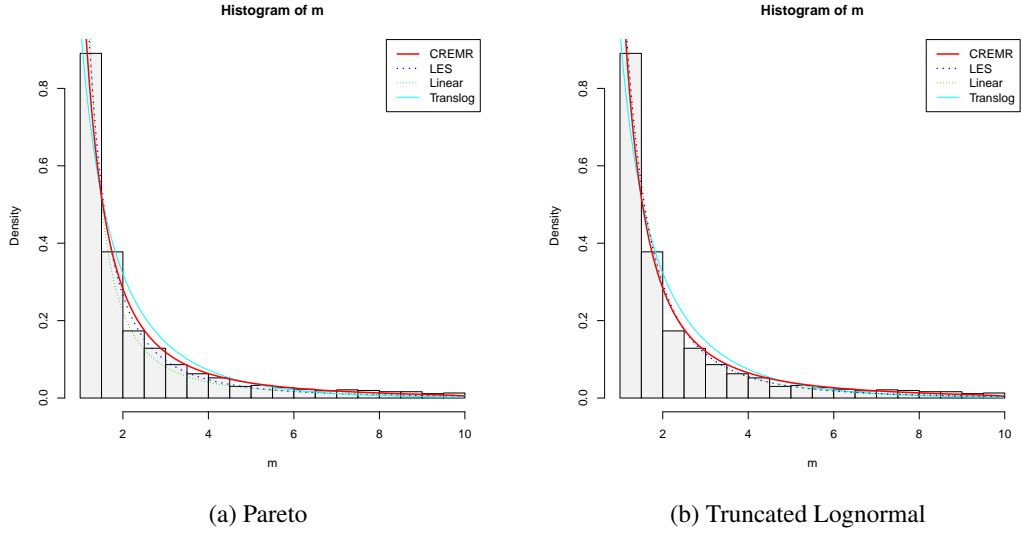 Histogram of m
CREMR
LES
Linear
Translog
Density
0.0
0.2
0.4
0.6
0.8
2
4
6
8
10
m
(a) Pareto
Histogram of m
CREMR
LES
Linear
Translog
Density
0.0
0.2
0.4
0.6
0.8
2
4
6
8
10
m
(b) Truncated Lognormal